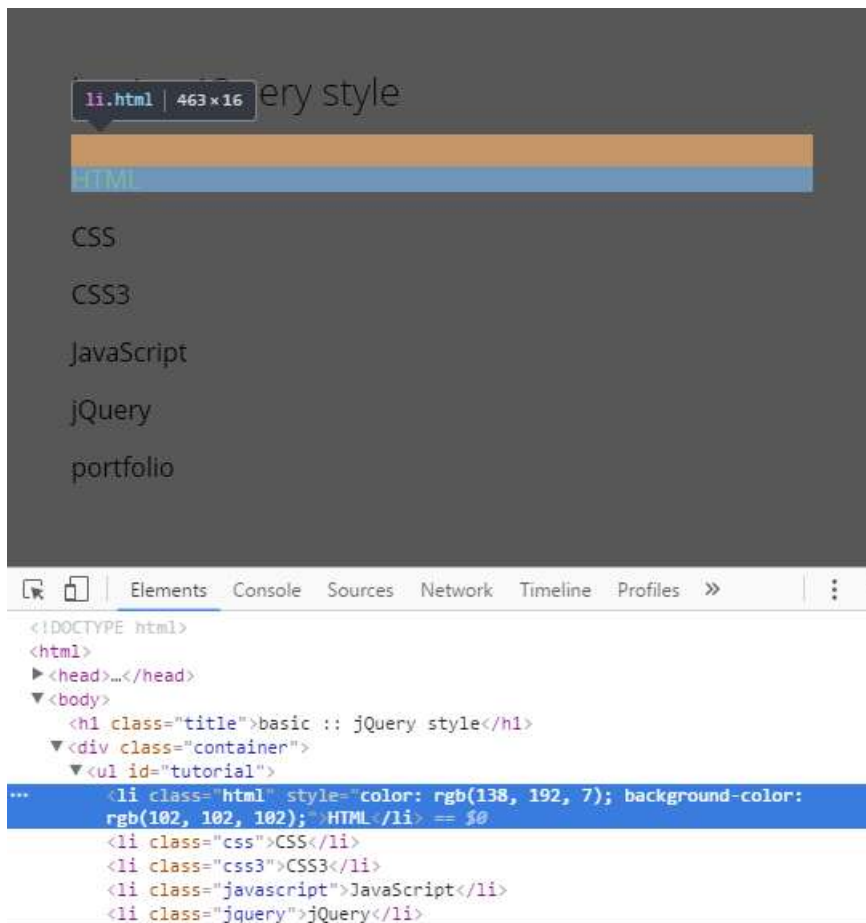 ery style
li.html | 463 × 16
HTML
CSS
CSS3
JavaScript
jQuery
portfolio
Elements Console Sources Network Timeline Profiles »
<!DOCTYPE html>
<html>
▶<head>…</head>
▼<body>
<h1 class="title">basic :: jQuery style</h1>
▼<div class="container">
▼<ul id="tutorial">
<li class="html" style="color: rgb(138, 192, 7); background-color:
rgb(102, 102, 102);">HTML</li> == $0
<li class="css">CSS</li>
<li class="css3">CSS3</li>
<li class="javascript">JavaScript</li>
<li class="jquery">jQuery</li>